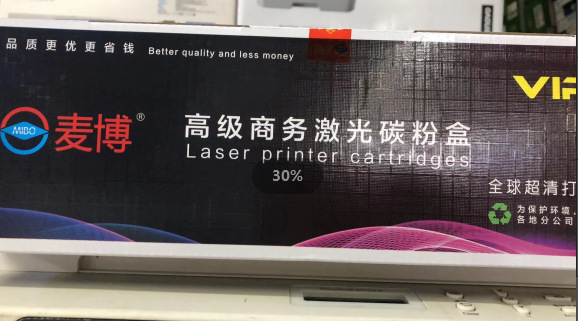 品质更优更省钱 Better quality and less money
VIP
MiBO 麦博®
高级商务激光碳粉盒
Laser printer cartridges
30%
全球超清打
为保护环境,
各地分公司